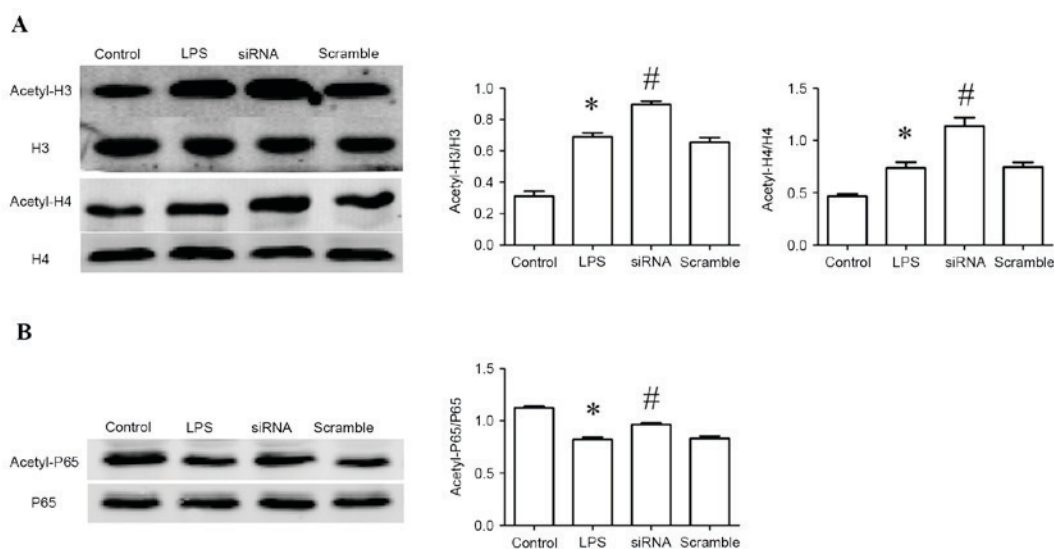 A
Control LPS siRNA Scramble
Acetyl-H3
H3
Acetyl-H4
H4
Acetyl-H3/H3
1.0
0.8
0.6
0.4
0.2
0.0
* #
Control LPS siRNA Scramble
Acetyl-H4/H4
1.5
1.0
0.5
0.0
* #
Control LPS siRNA Scramble
B
Control LPS siRNA Scramble
Acetyl-P65
P65
Acetyl-P65/P65
1.5
1.0
0.5
0.0
* #
Control LPS siRNA Scramble